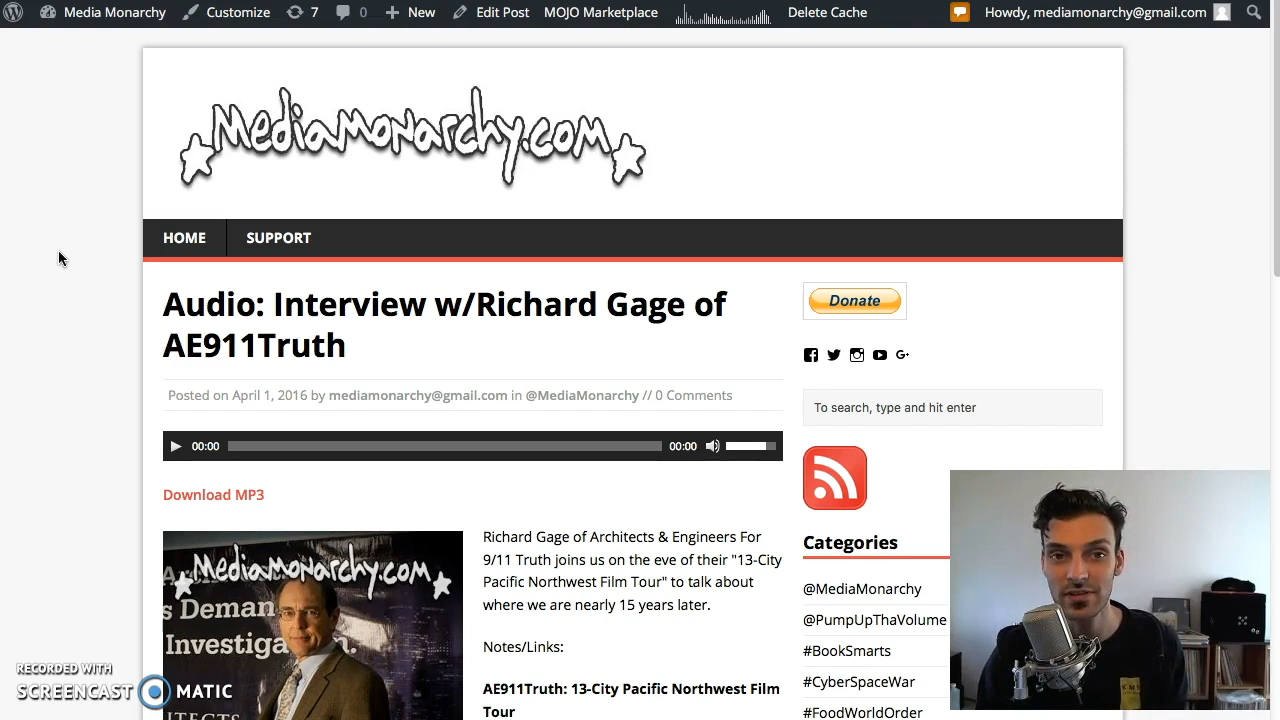 Media Monarchy Customize 7 0 New Edit Post MOJO Marketplace Delete Cache Howdy, mediamonarchy@gmail.com
Mediamonarchy.com
HOME SUPPORT
Audio: Interview w/Richard Gage of
AE911Truth
Posted on April 1, 2016 by mediamonarchy@gmail.com in @MediaMonarchy // 0 Comments
00:00 00:00
Download MP3
Mediamonarchy.com
s Deman
Investiga
Richard Gage of Architects & Engineers For
9/11 Truth joins us on the eve of their "13-City
Pacific Northwest Film Tour" to talk about
where we are nearly 15 years later.
Notes/Links:
AE911Truth: 13-City Pacific Northwest Film
Tour
Donate
To search, type and hit enter
Categories
@MediaMonarchy
@PumpUpThaVolume
#BookSmarts
#CyberSpaceWar
#FoodWorldOrder
RECORDED WITH
SCREENCAST MATIC